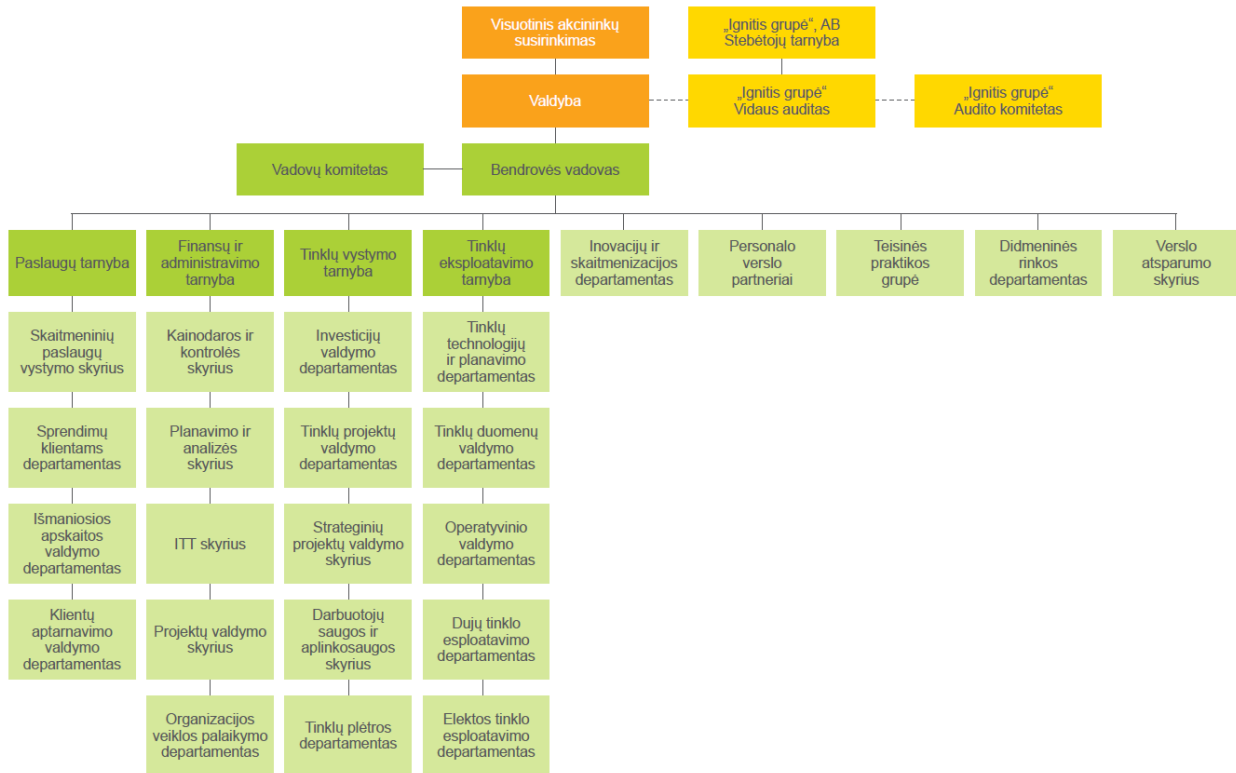 Visuotinis akcininkų
susirinkimas
„Ignitis grupė“, AB
Stebėtojų tarnyba
Valdyba
„Ignitis grupė“
Vidaus auditas
„Ignitis grupė“
Audito komitetas
Vadovų komitetas
Bendrovės vadovas
Paslaugų tarnyba
Finansų ir
administravimo
tarnyba
Tinklų vystymo
tarnyba
Tinklų
eksploatavimo
tarnyba
Inovacijų ir
skaitmenizacijos
departamentas
Personalo
verslo
partneriai
Teisinės
praktikos
grupė
Didmeninės
rinkos
departamentas
Verslo
atsparumo
skyrius
Skaitmeninių
paslaugų
vystymo skyrius
Kainodaros ir
kontrolės
skyrius
Investicijų
valdymo
departamentas
Tinklų
technologijų
ir planavimo
departamentas
Sprendimų
klientams
departamentas
Planavimo ir
analizės
skyrius
Tinklų projektų
valdymo
departamentas
Tinklų duomenų
valdymo
departamentas
Išmaniosios
apskaitos
valdymo
departamentas
ITT skyrius
Strateginių
projektų valdymo
skyrius
Operatyvinio
valdymo
departamentas
Klientų
aptarnavimo
valdymo
departamentas
Projektų valdymo
skyrius
Darbuotojų
saugos ir
aplinkosaugos
skyrius
Dujų tinklo
esploatavimo
departamentas
Organizacijos
veiklos palaikymo
departamentas
Tinklų plėtros
departamentas
Elektos tinklo
esploatavimo
departamentas